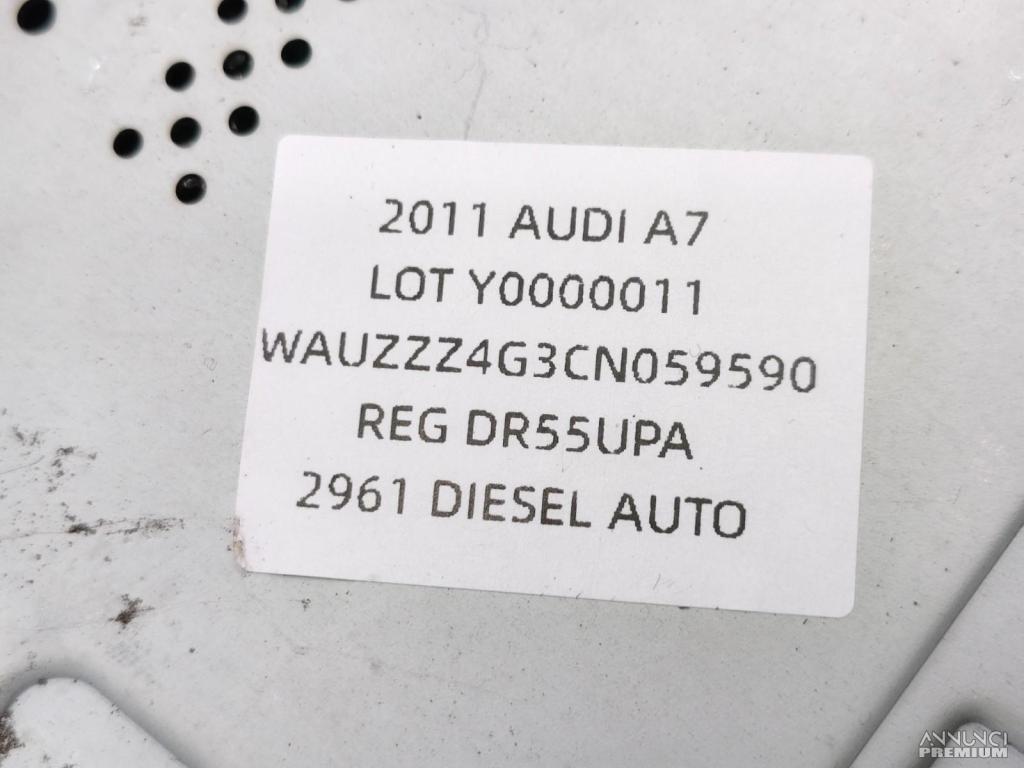 2011 AUDI A7
LOT Y0000011
WAUZZZ4G3CN059590
REG DR55UPA
2961 DIESEL AUTO
ANNUNCI
PREMIUM